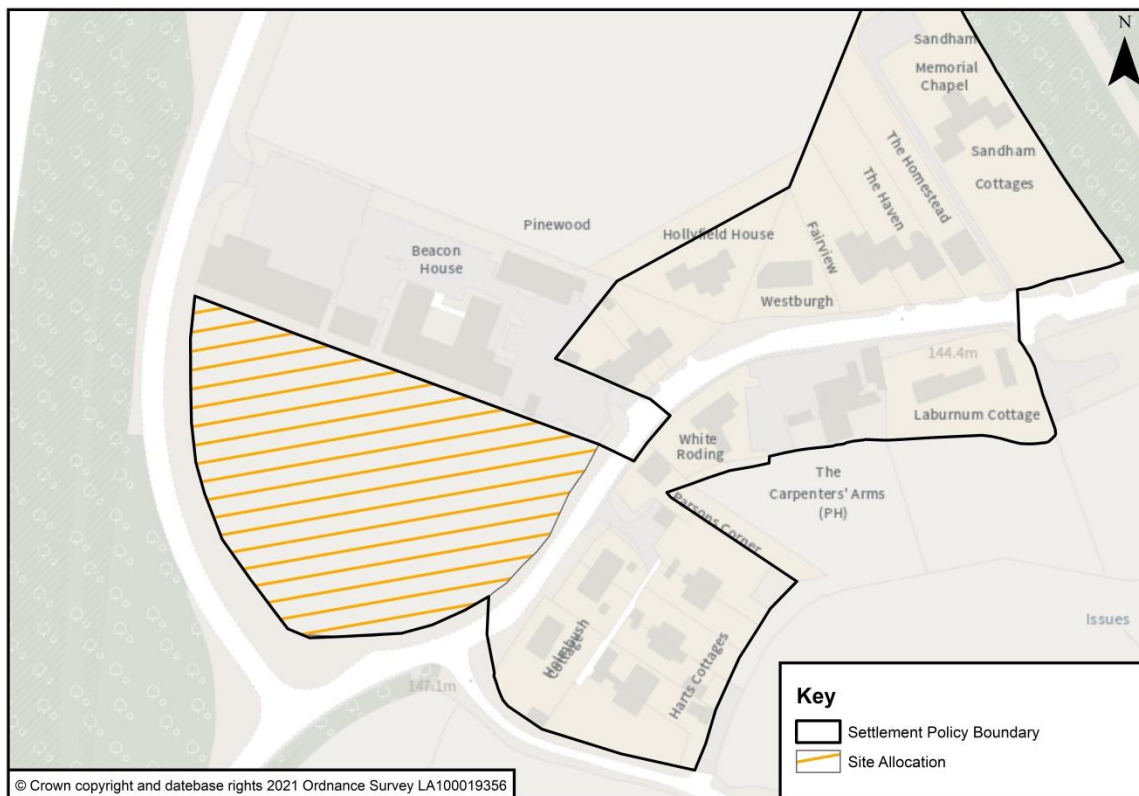 N
Sandham
Memorial
Chapel
Sandham
Cottages
The Homestead
The Haven
Fairview
Pinewood
Hollyfield House
Beacon
House
Westburgh
144.4m
Laburnum Cottage
White
Roding
The
Carpenters' Arms
(PH)
Parsons Corner
Issues
Holmbush
Cottage
Harts Cottages
147.1m
Key
Settlement Policy Boundary
Site Allocation
© Crown copyright and datebase rights 2021 Ordnance Survey LA100019356